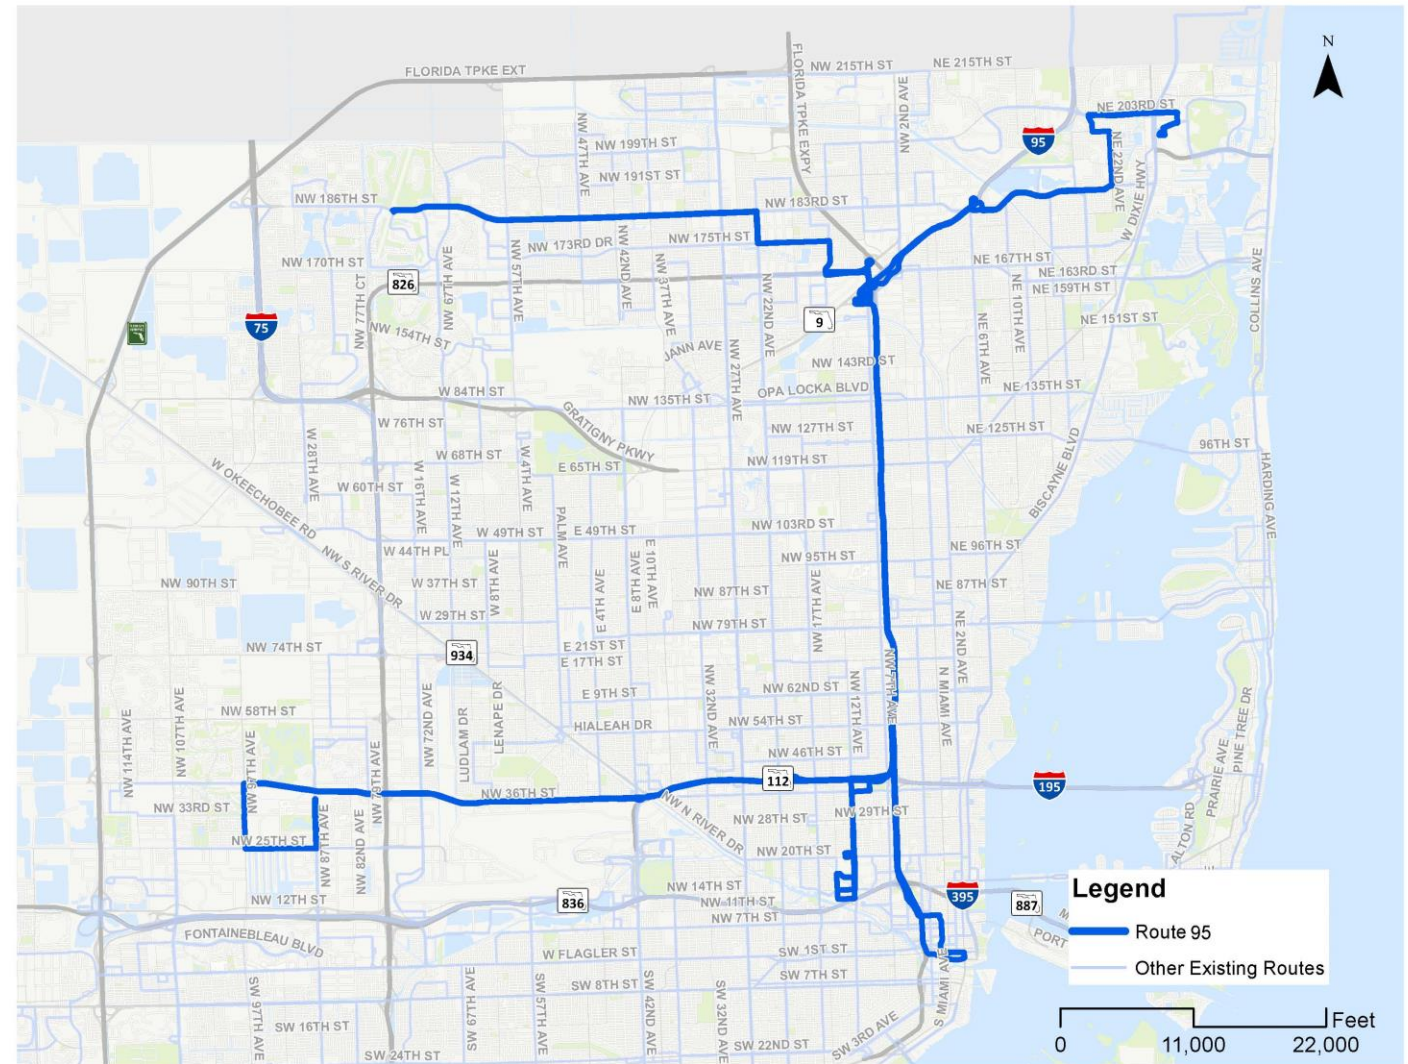 N
FLORIDA TPKE EXT
FLORIDA TPKE EXPY
NW 215TH ST
NE 215TH ST
NW 2ND AVE
NE 203RD ST
95
NE 22ND AVE
W DIXIE HWY
NW 47TH AVE
NW 199TH ST
NW 191ST ST
NW 186TH ST
NW 183RD ST
NW 175TH ST
NW 173RD DR
NW 170TH ST
NW 77TH CT
NW 67TH AVE
NW 57TH AVE
NW 42ND AVE
NW 37TH AVE
NW 22ND AVE
NE 167TH ST
NE 163RD ST
NE 159TH ST
NE 10TH AVE
NE 151ST ST
COLLINS AVE
826
75
9
NW 154TH ST
JANN AVE
NW 27TH AVE
NW 143RD ST
NE 6TH AVE
W 84TH ST
OPA LOCKA BLVD
NE 135TH ST
NW 135TH ST
GRATIGNY PKWY
W 76TH ST
NW 127TH ST
NE 125TH ST
96TH ST
W 28TH AVE
W 68TH ST
W 4TH AVE
E 65TH ST
NW 119TH ST
BISCAYNE BLVD
HARDING AVE
W OKEECHOBEE RD
W 60TH ST
W 16TH AVE
W 12TH AVE
PALM AVE
W 49TH ST
E 49TH ST
NW 103RD ST
W 44TH PL
NW S RIVER DR
E 10TH AVE
E 8TH AVE
NW 95TH ST
NE 96TH ST
NW 90TH ST
W 37TH ST
W 8TH AVE
E 4TH AVE
NW 87TH ST
NW 17TH AVE
NE 87TH ST
W 29TH ST
NW 79TH ST
NE 2ND AVE
NW 74TH ST
934
E 21ST ST
E 17TH ST
NW 7TH AVE
NW 32ND AVE
NW 12TH AVE
N MIAMI AVE
E 9TH ST
NW 62ND ST
NW 114TH AVE
NW 107TH AVE
NW 58TH ST
NW 72ND AVE
LUDLAM DR
LENAPE DR
HIALEAH DR
NW 54TH ST
PINE TREE DR
PRAIRIE AVE
NW 97TH AVE
NW 79TH AVE
NW 46TH ST
112
195
NW 36TH ST
NW 33RD ST
NW N RIVER DR
NW 28TH ST
NW 29TH ST
NW 25TH ST
NW 87TH AVE
NW 82ND AVE
NW 20TH ST
ALTON RD
NW 12TH ST
836
NW 14TH ST
NW 11TH ST
NW 7TH ST
395
887
PORT
FONTAINEBLEAU BLVD
W FLAGLER ST
SW 1ST ST
SW 7TH ST
SW 8TH ST
S MIAMI AVE
SW 97TH AVE
SW 67TH AVE
SW 57TH AVE
SW 42ND AVE
SW 32ND AVE
SW 16TH ST
SW 24TH ST
SW 22ND ST
SW 3RD AVE
Legend
Route 95
Other Existing Routes
Feet
0 11,000 22,000